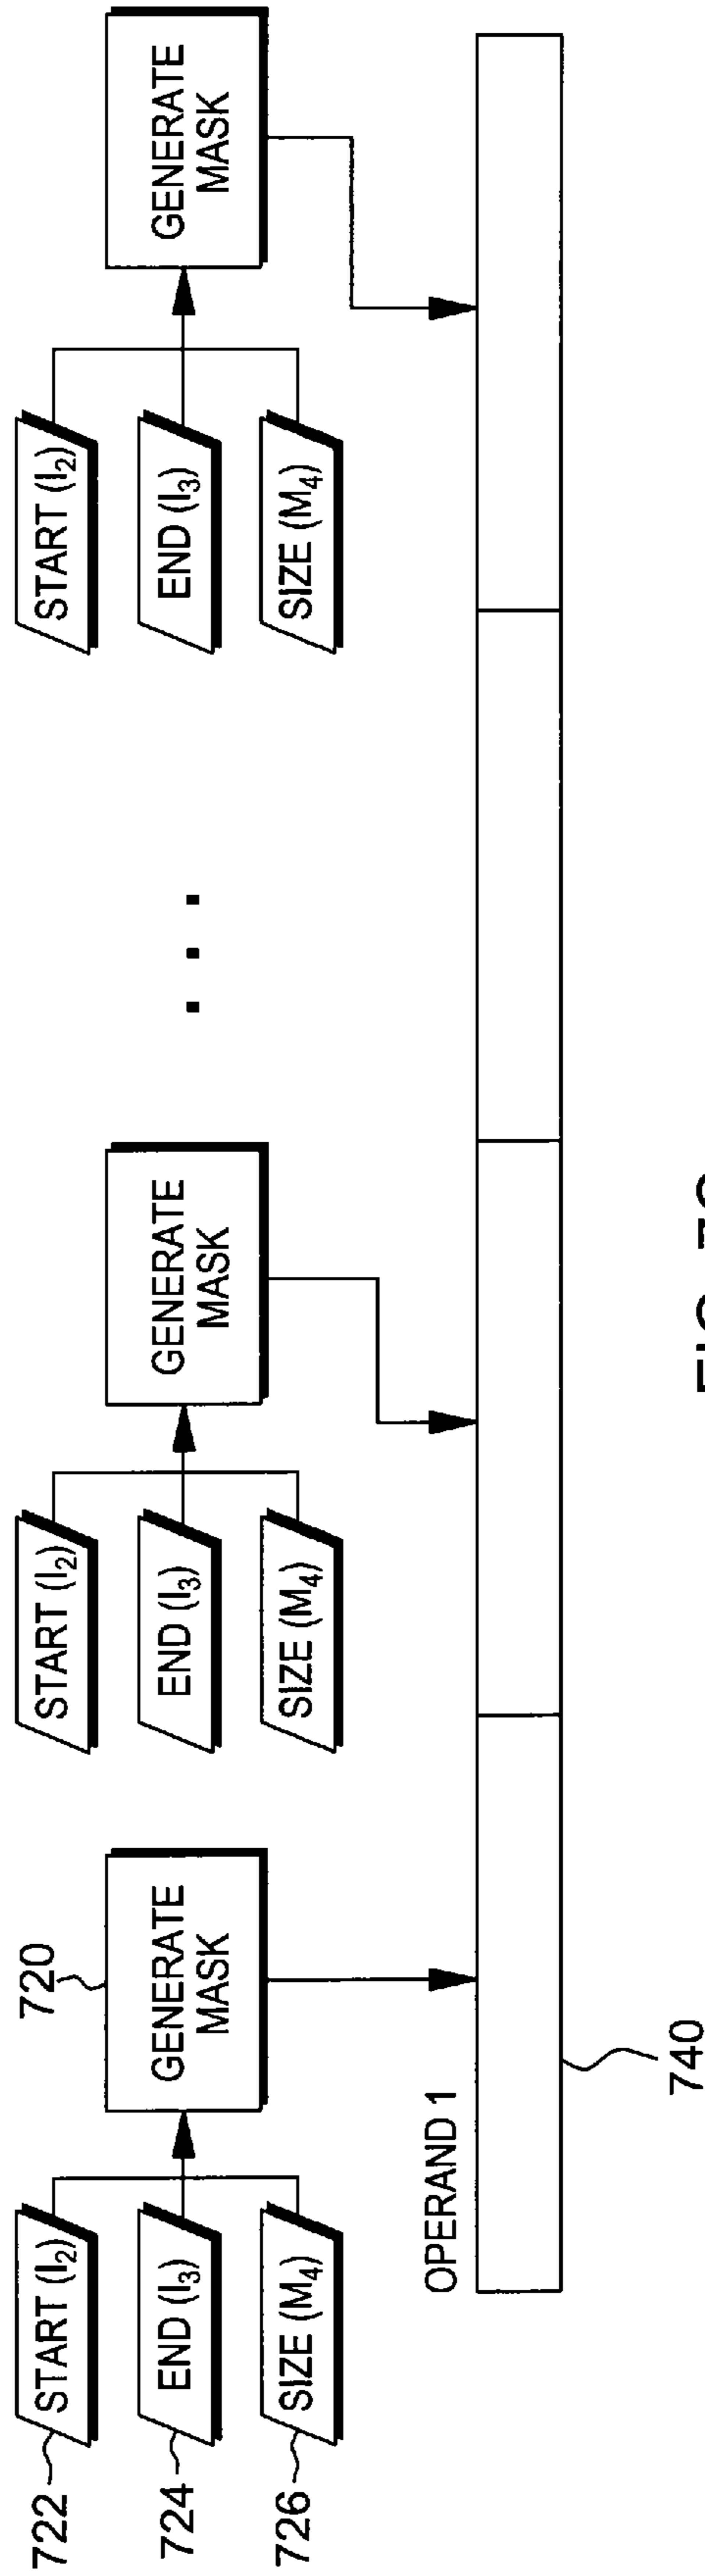 722
START (I₂)
724
END (I₃)
726
SIZE (M₄)
720
GENERATE
MASK
START (I₂)
END (I₃)
SIZE (M₄)
GENERATE
MASK
. . .
START (I₂)
END (I₃)
SIZE (M₄)
GENERATE
MASK
OPERAND 1
740